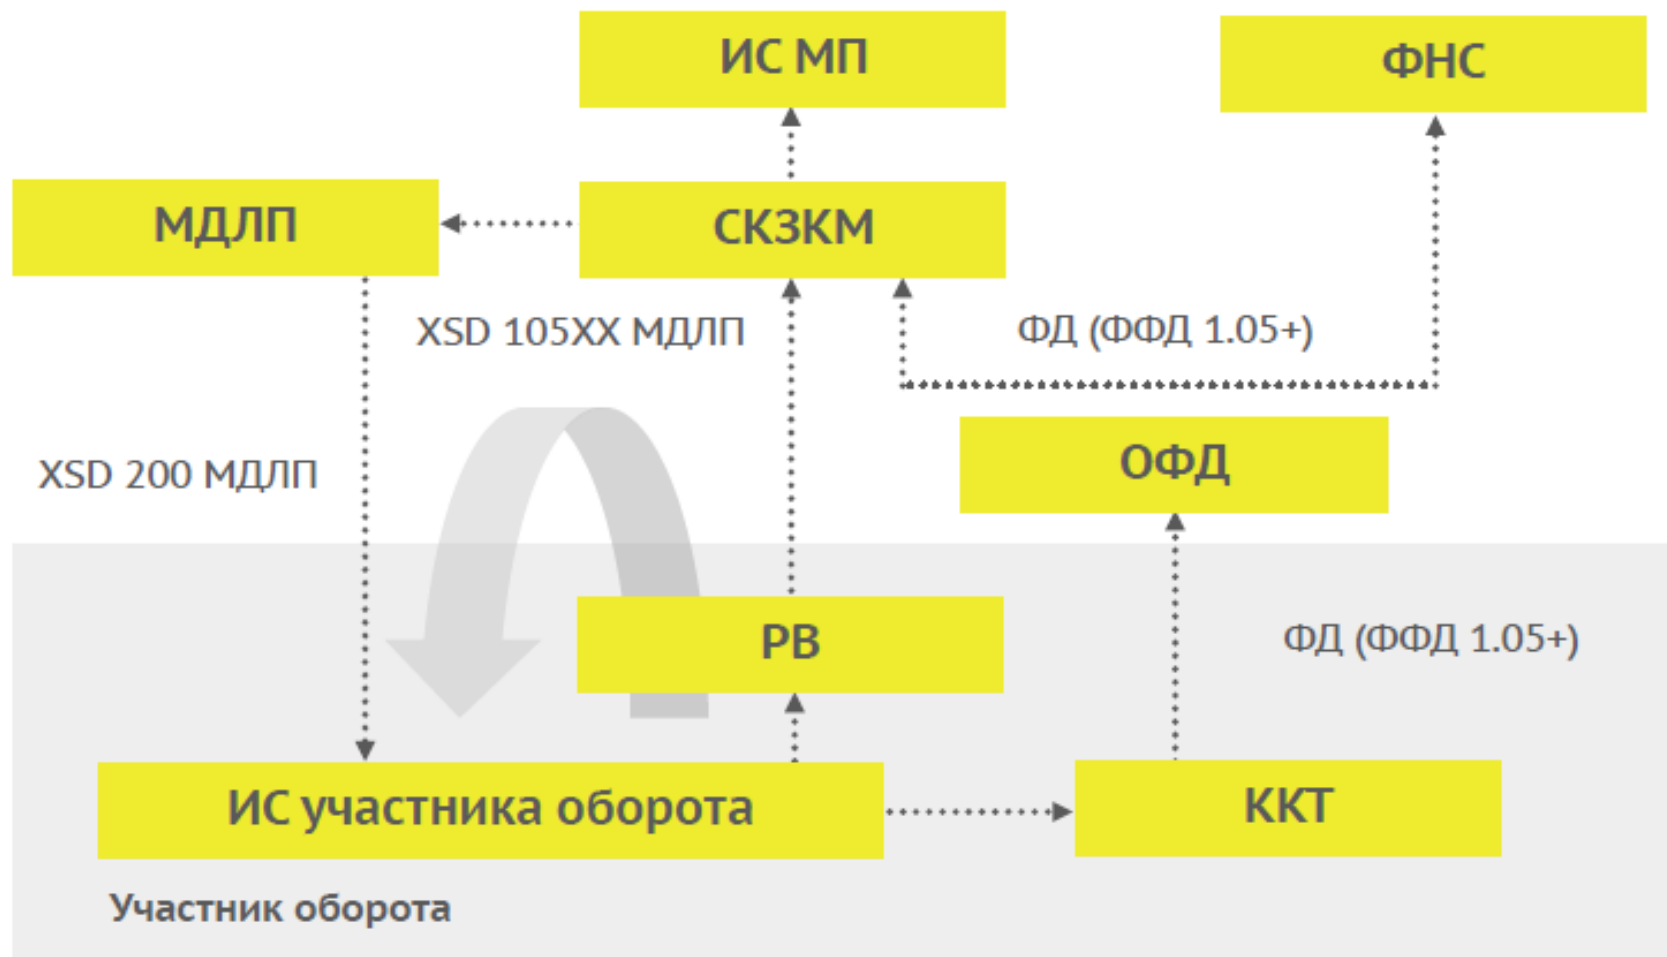 ИС МП
ФНС
МДЛП
СКЗКМ
XSD 105XX МДЛП
ФД (ФФД 1.05+)
ОФД
XSD 200 МДЛП
РВ
ФД (ФФД 1.05+)
ИС участника оборота
ККТ
Участник оборота